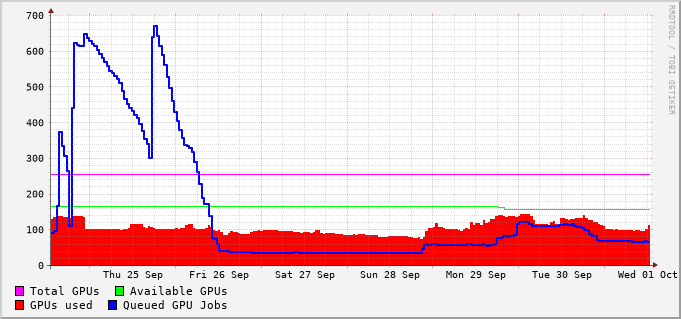 RRDTOOL / TOBI OETIKER
700
600
500
400
300
200
100
0
Thu 25 Sep Fri 26 Sep Sat 27 Sep Sun 28 Sep Mon 29 Sep Tue 30 Sep Wed 01 Oct
Total GPUs Available GPUs
GPUs used Queued GPU Jobs